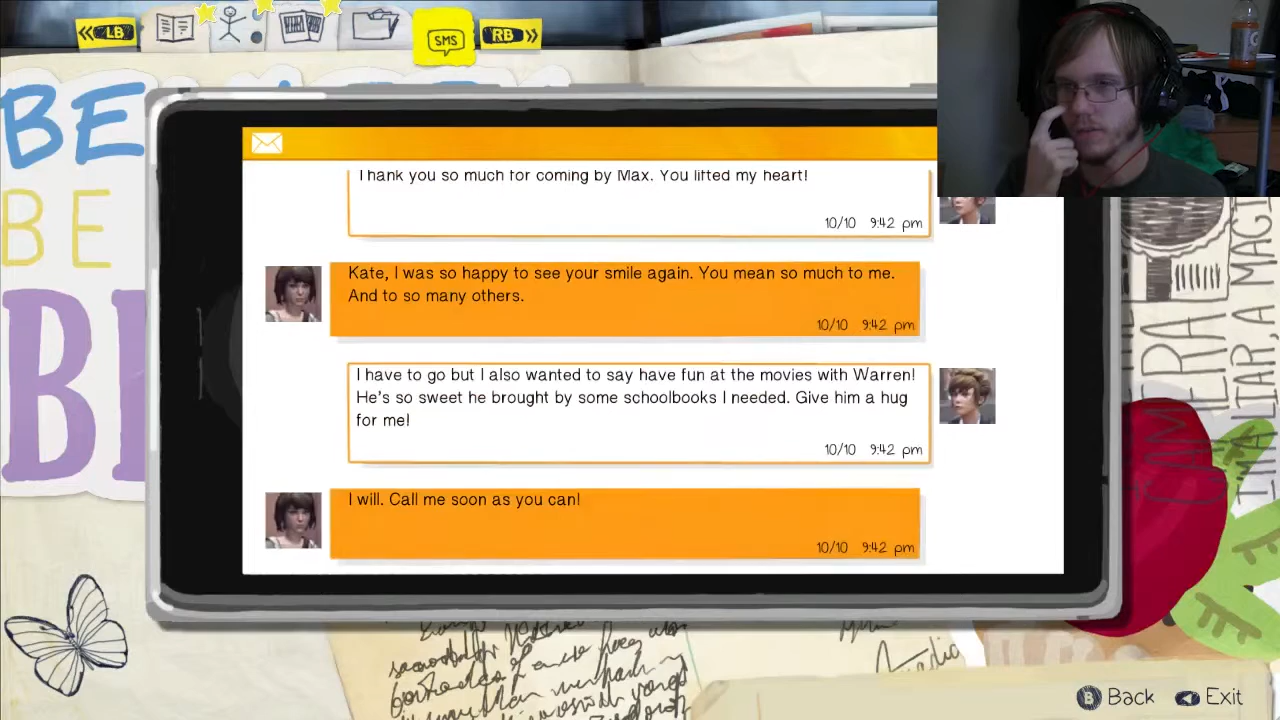 LB
SMS
RB
BE
BE
Thank you so much for coming by Max. You lifted my heart!
10/10 9:42 pm
Kate, I was so happy to see your smile again. You mean so much to me.
And to so many others.
10/10 9:42 pm
I have to go but I also wanted to say have fun at the movies with Warren!
He's so sweet he brought by some schoolbooks I needed. Give him a hug
for me!
10/10 9:42 pm
I will. Call me soon as you can!
10/10 9:42 pm
B Back
Exit